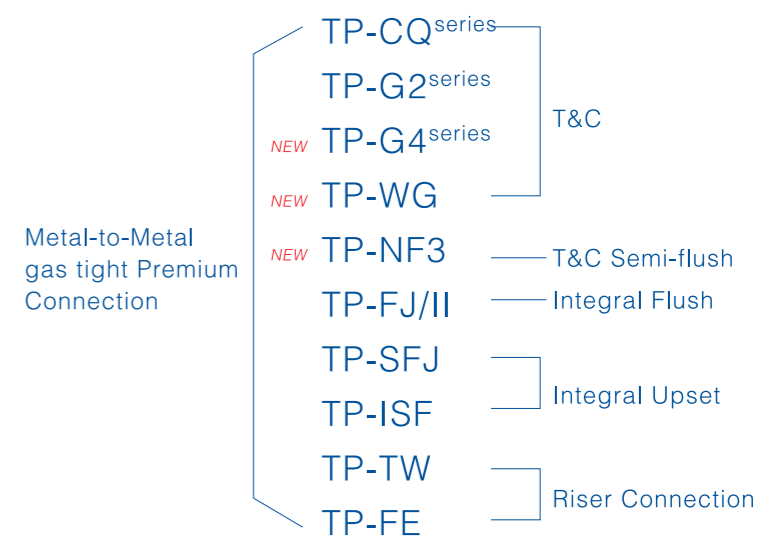 TP-CQseries
TP-G2series
T&C
NEW TP-G4series
NEW TP-WG
Metal-to-Metal
gas tight Premium
Connection
NEW TP-NF3
T&C Semi-flush
TP-FJ/II
Integral Flush
TP-SFJ
Integral Upset
TP-ISF
TP-TW
Riser Connection
TP-FE